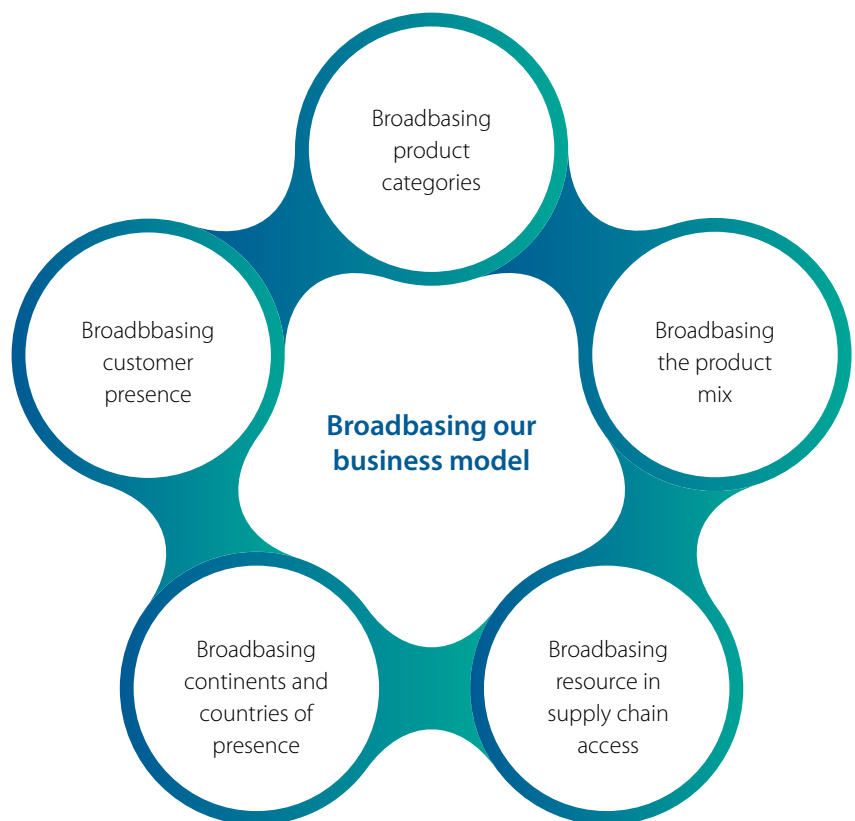 Broadbasing
product
categories
Broadbbasing
customer
presence
Broadbasing
the product
mix
Broadbasing our
business model
Broadbasing
continents and
countries of
presence
Broadbasing
resource in
supply chain
access